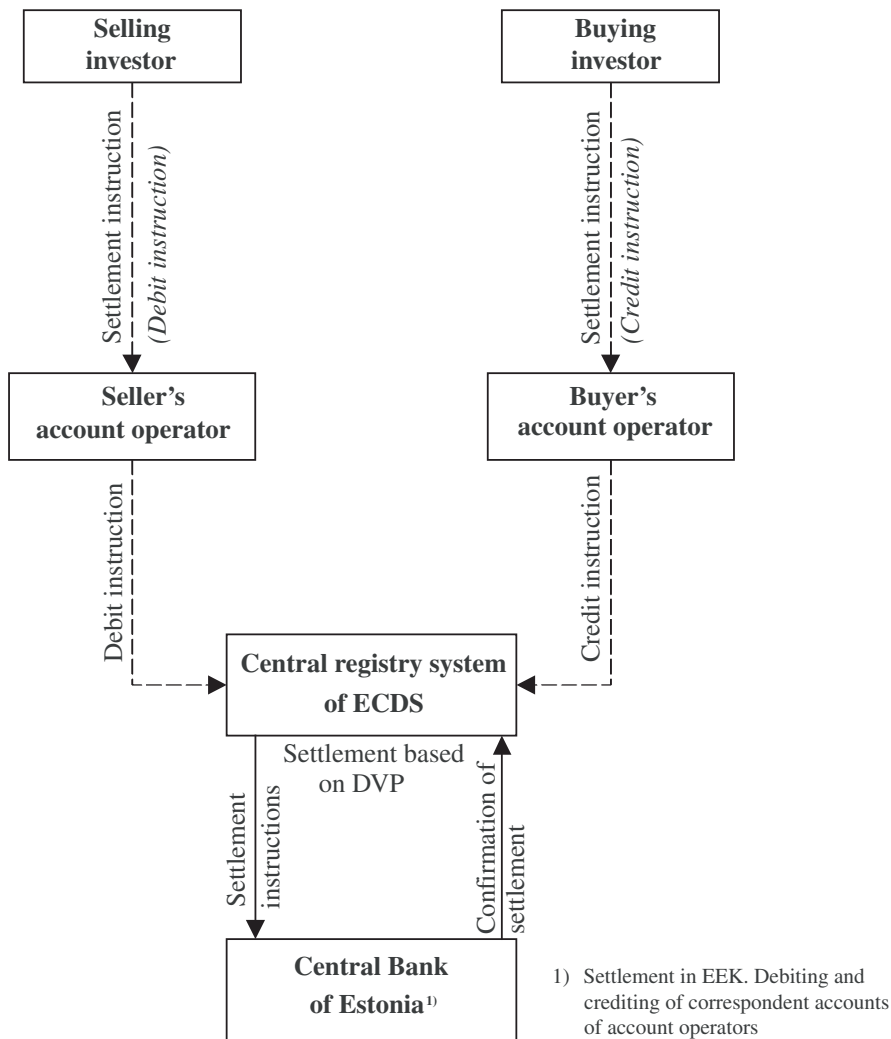 Selling
investor
Buying
investor
Settlement instruction
(Debit instruction)
Settlement instruction
(Credit instruction)
Seller’s
account operator
Buyer’s
account operator
Debit instruction
Credit instruction
Central registry system
of ECDS
Settlement based
on DVP
Settlement
instructions
Confirmation of
settlement
Central Bank
of Estonia¹⁾
1) Settlement in EEK. Debiting and
crediting of correspondent accounts
of account operators